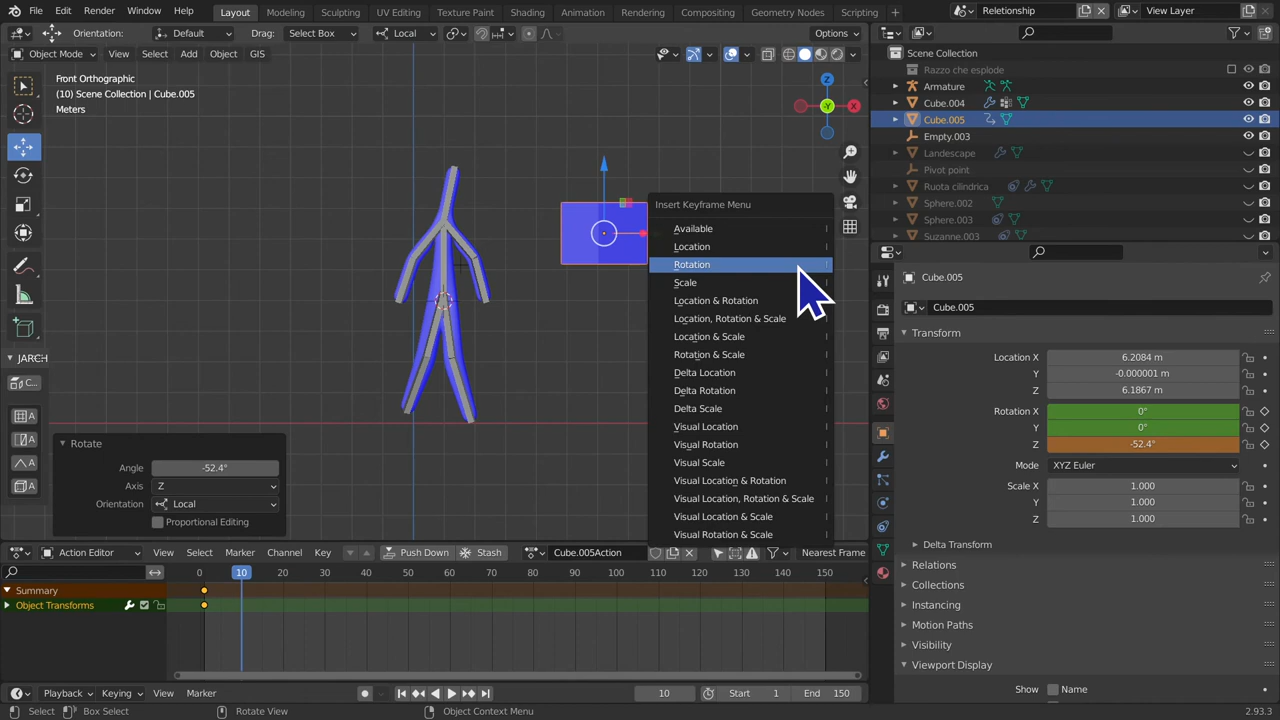 File Edit Render Window Help Layout Modeling Sculpting UV Editing Texture Paint Shading Animation Rendering Compositing Geometry Nodes Scripting + Relationship View Layer
Orientation: Default Drag: Select Box Local Options
Object Mode View Select Add Object GIS
Front Orthographic
(10) Scene Collection | Cube.005
Meters
Z
X
-Y
JARCH
C...
A
A
A
A
Rotate
Angle -52.4°
Axis Z
Orientation Local
Proportional Editing
Insert Keyframe Menu
Available I
Location I
Rotation I
Scale I
Location & Rotation I
Location, Rotation & Scale I
Location & Scale I
Rotation & Scale I
Delta Location I
Delta Rotation I
Delta Scale I
Visual Location I
Visual Rotation I
Visual Scale I
Visual Location & Rotation I
Visual Location, Rotation & Scale I
Visual Location & Scale I
Visual Rotation & Scale I
Scene Collection
Razzo che esplode
Armature
Cube.004
Cube.005
Empty.003
Landscape
Pivot point
Ruota cilindrica
Sphere.002
Sphere.003
Suzanne.003
Cube.005
Cube.005
Transform
Location X 6.2084 m
Y -0.000001 m
Z 6.1867 m
Rotation X 0°
Y 0°
Z -52.4°
Mode XYZ Euler
Scale X 1.000
Y 1.000
Z 1.000
Delta Transform
Relations
Collections
Instancing
Motion Paths
Visibility
Viewport Display
Show Name
Action Editor View Select Marker Channel Key Push Down Stash Cube.005Action Nearest Frame
0 10 20 30 40 50 60 70 80 90 100 110 120 130 140 150
Summary
Object Transforms
Playback Keying View Marker 10 Start 1 End 150
Select Box Select Rotate View Object Context Menu 2.93.3